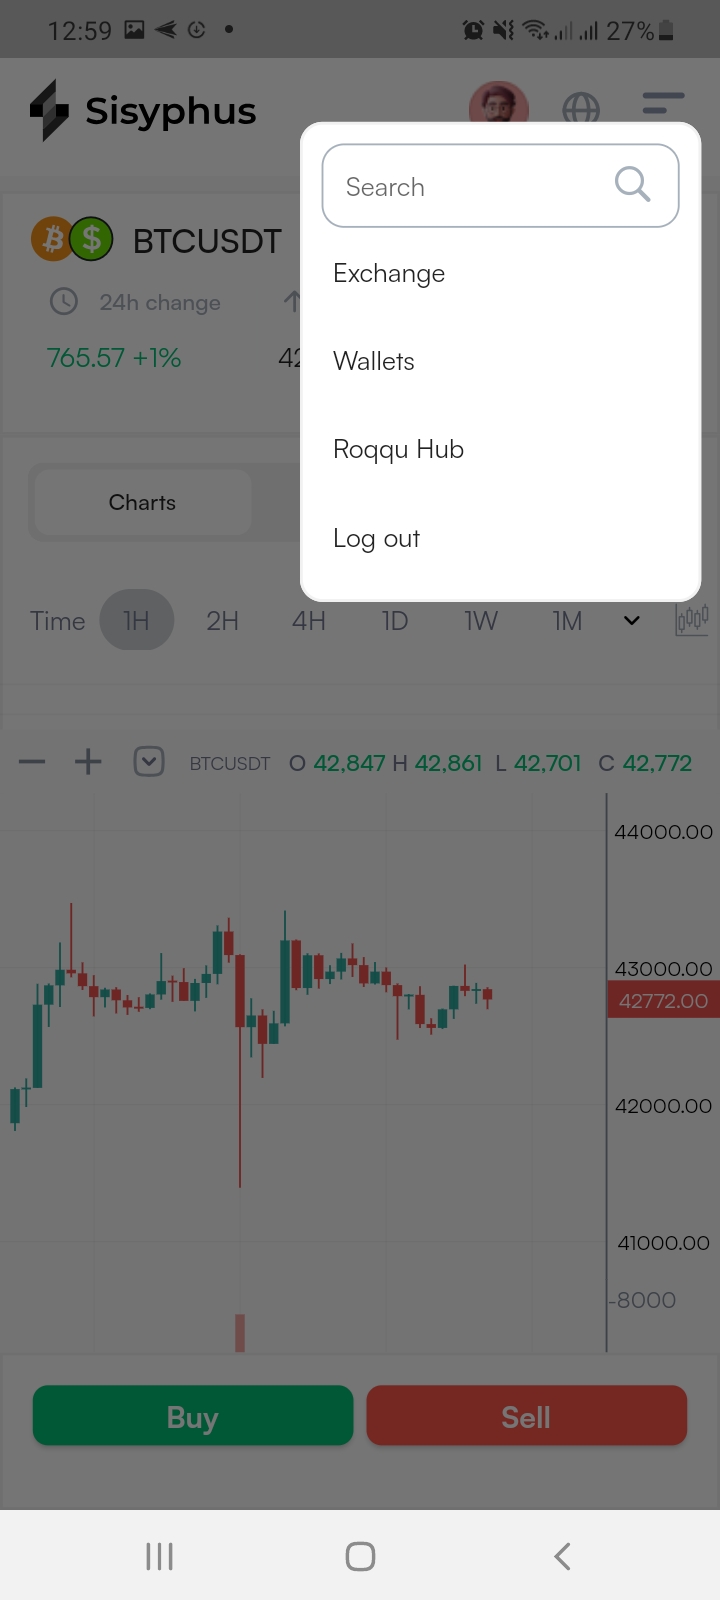 12:59
27%
Sisyphus
Search
Exchange
Wallets
Roqqu Hub
Log out
BTCUSDT
24h change
765.57 +1%
42
Charts
Time 1H 2H 4H 1D 1W 1M
BTCUSDT O 42,847 H 42,861 L 42,701 C 42,772
44000.00
43000.00
42772.00
42000.00
41000.00
-8000
Buy
Sell